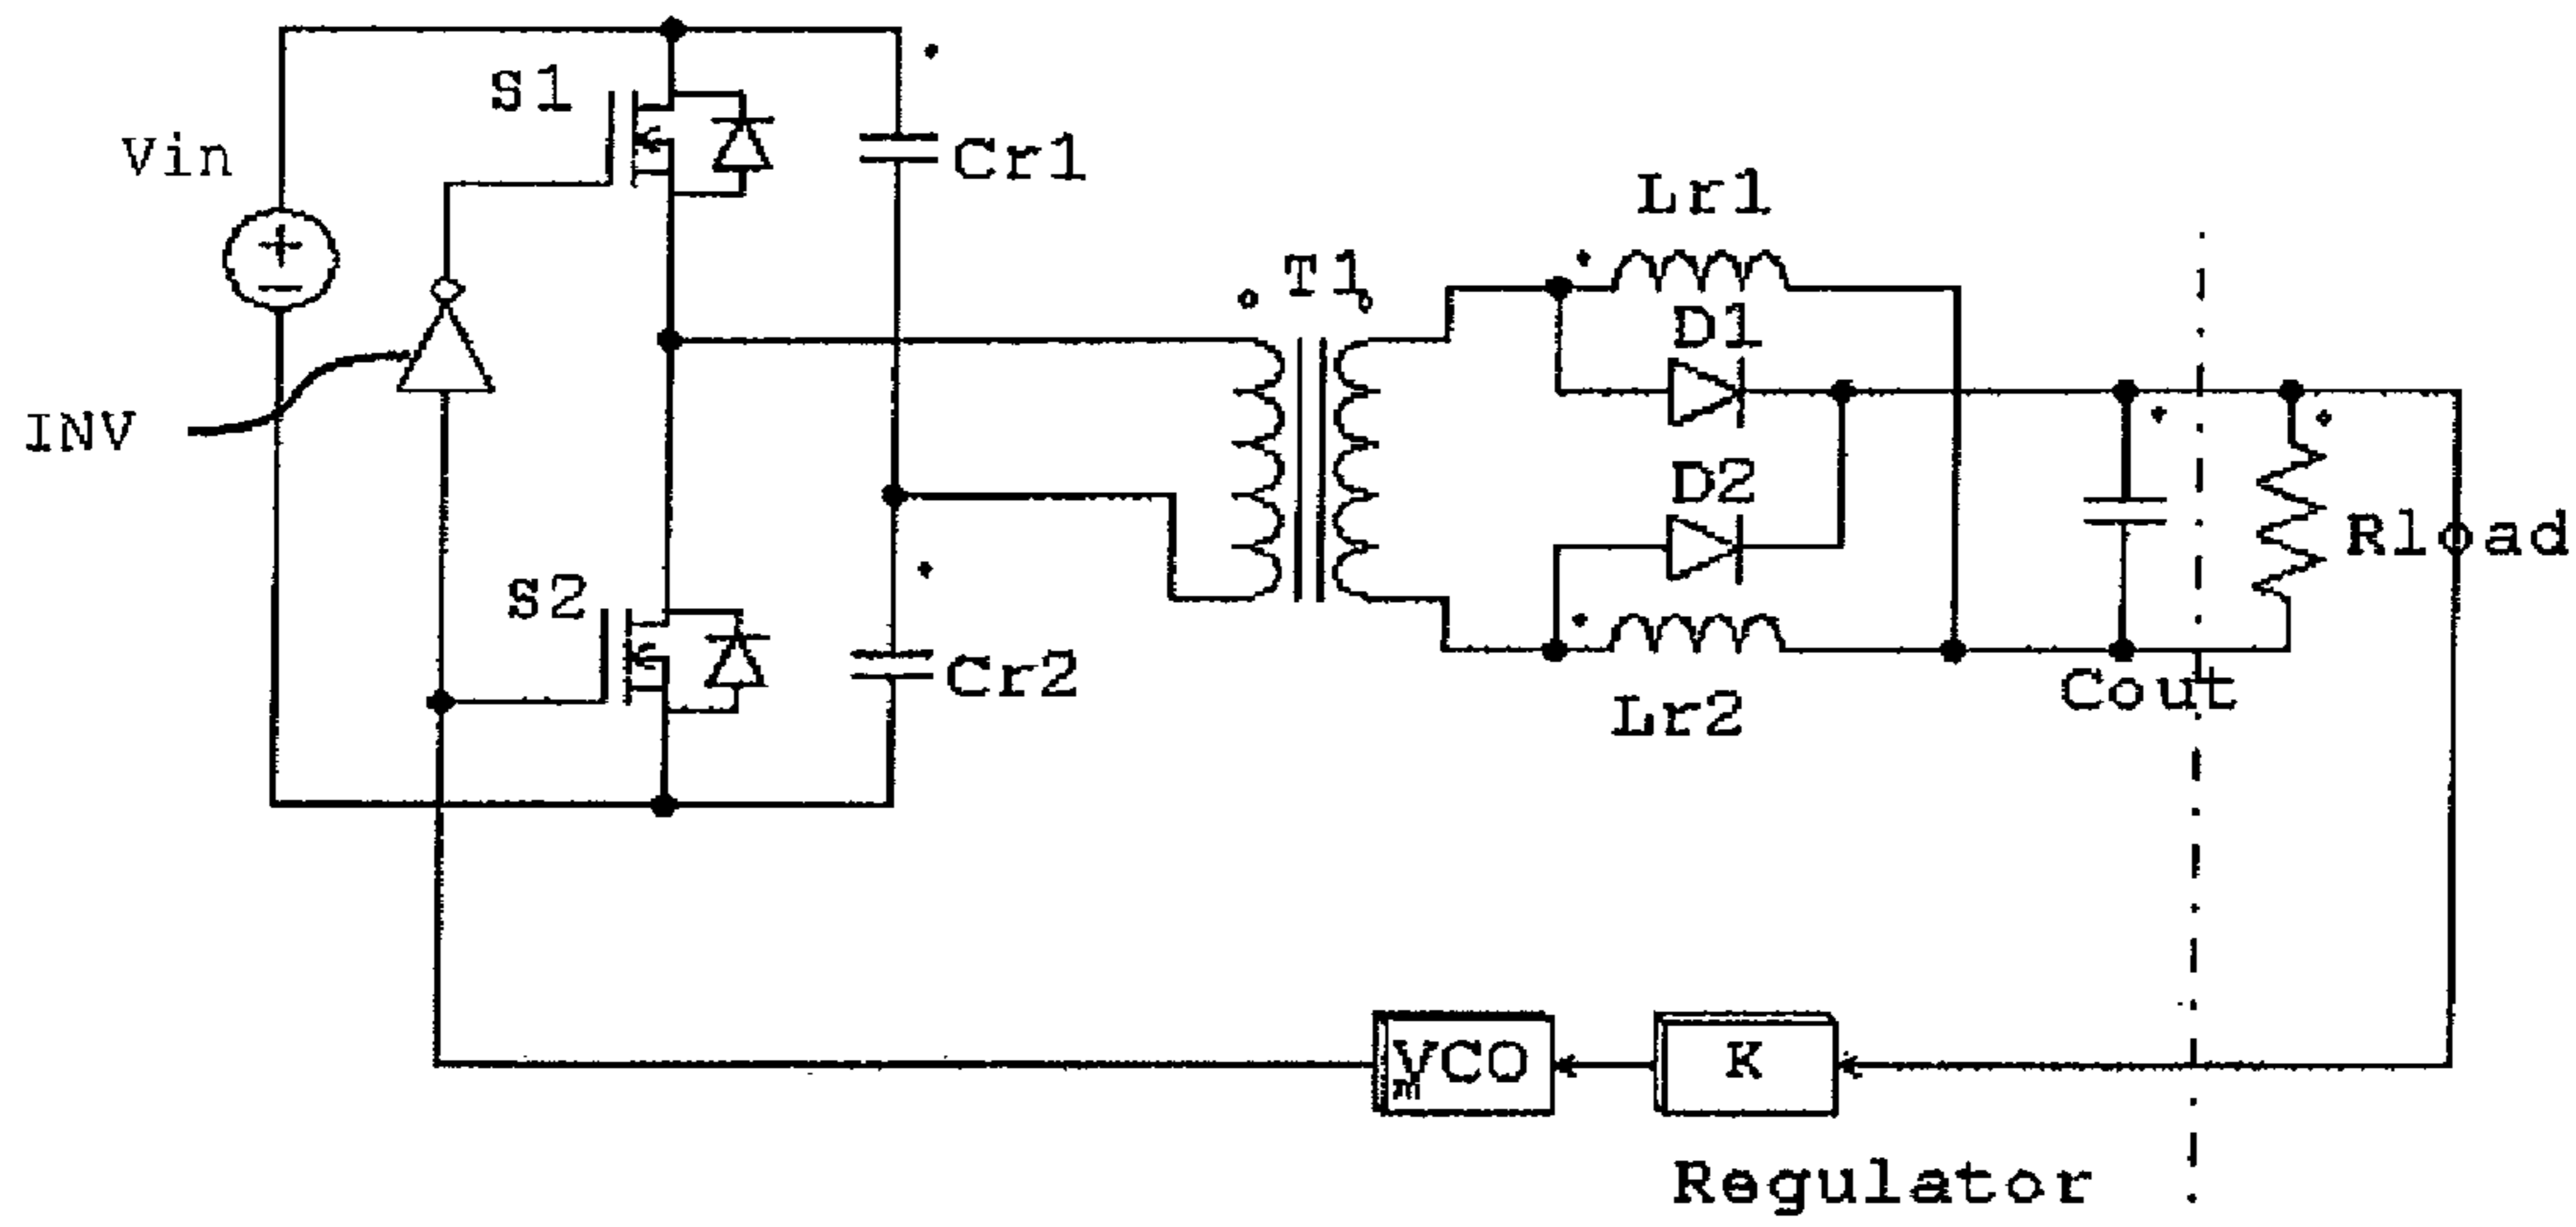 S1
Vin
Cr1
Lr1
T1
D1
INV
D2
Rload
S2
Cr2
Cout
Lr2
VCO
m
K
Regulator